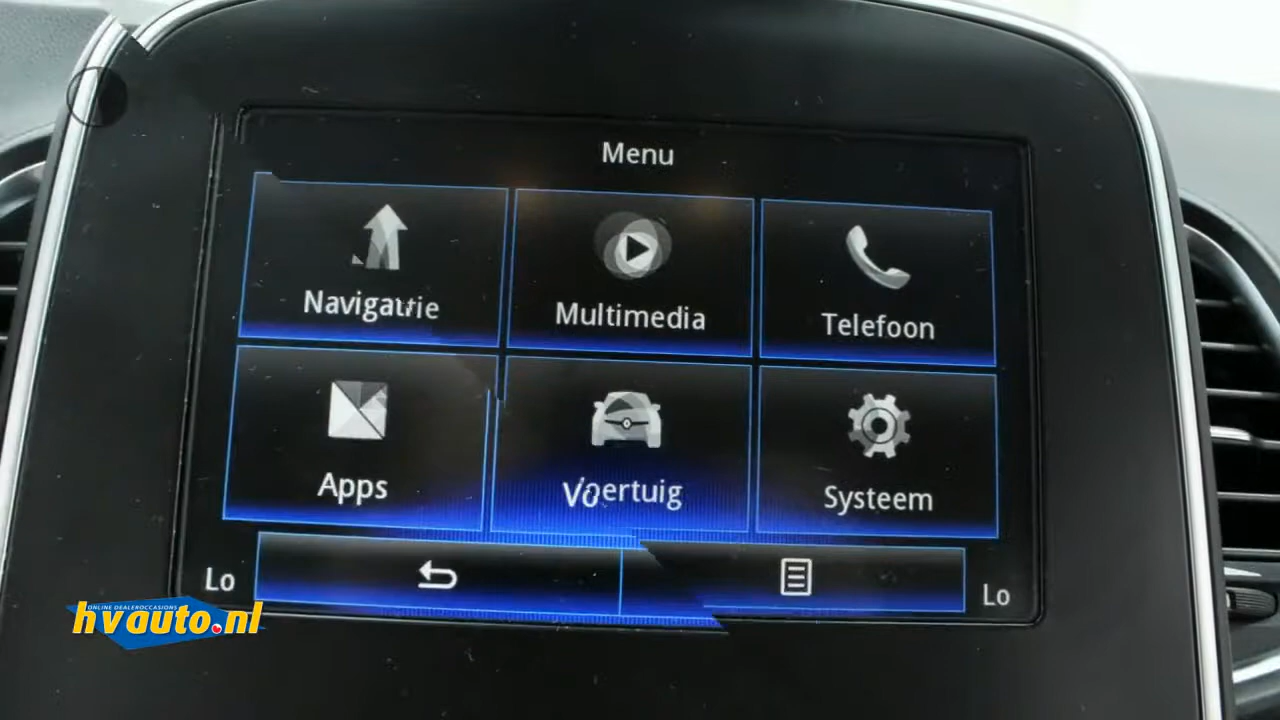 Menu
Navigatie
Multimedia
Telefoon
Apps
Voertuig
Systeem
Lo
Lo
ONLINE DEALEROCCASIONS
hvauto.nl